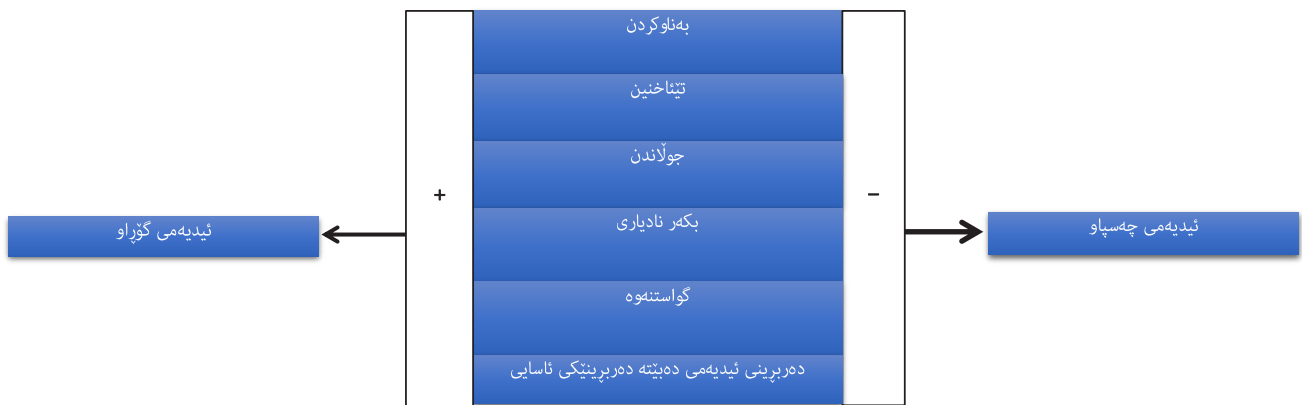 بەناوکردن
تێئاخنین
جوڵاندن
+
–
بکەر نادیاری
ئیدیەمی چەسپاو
ئیدیەمی گۆڕاو
گواستنەوە
دەربڕینی ئیدیەمی دەبێتە دەربڕینێکی ئاسایی